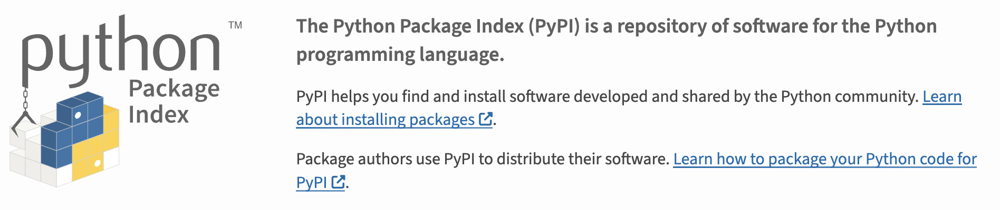 python TM
Package
Index
The Python Package Index (PyPI) is a repository of software for the Python
programming language.
PyPI helps you find and install software developed and shared by the Python community. Learn
about installing packages.
Package authors use PyPI to distribute their software. Learn how to package your Python code for
PyPI.